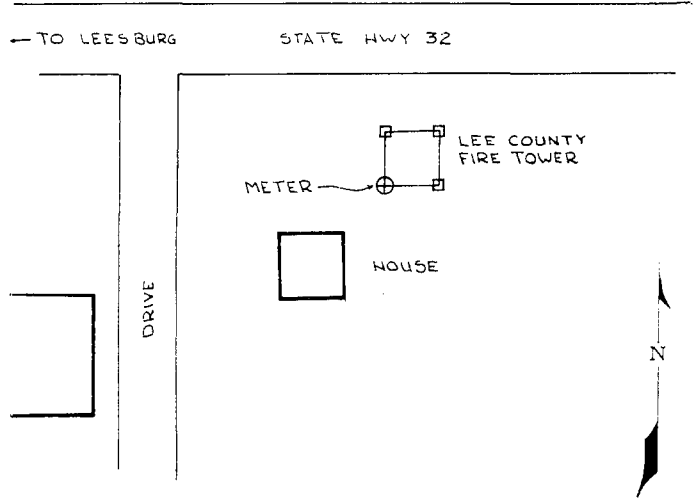 ← TO LEESBURG
STATE HWY 32
LEE COUNTY
FIRE TOWER
METER
HOUSE
DRIVE
N